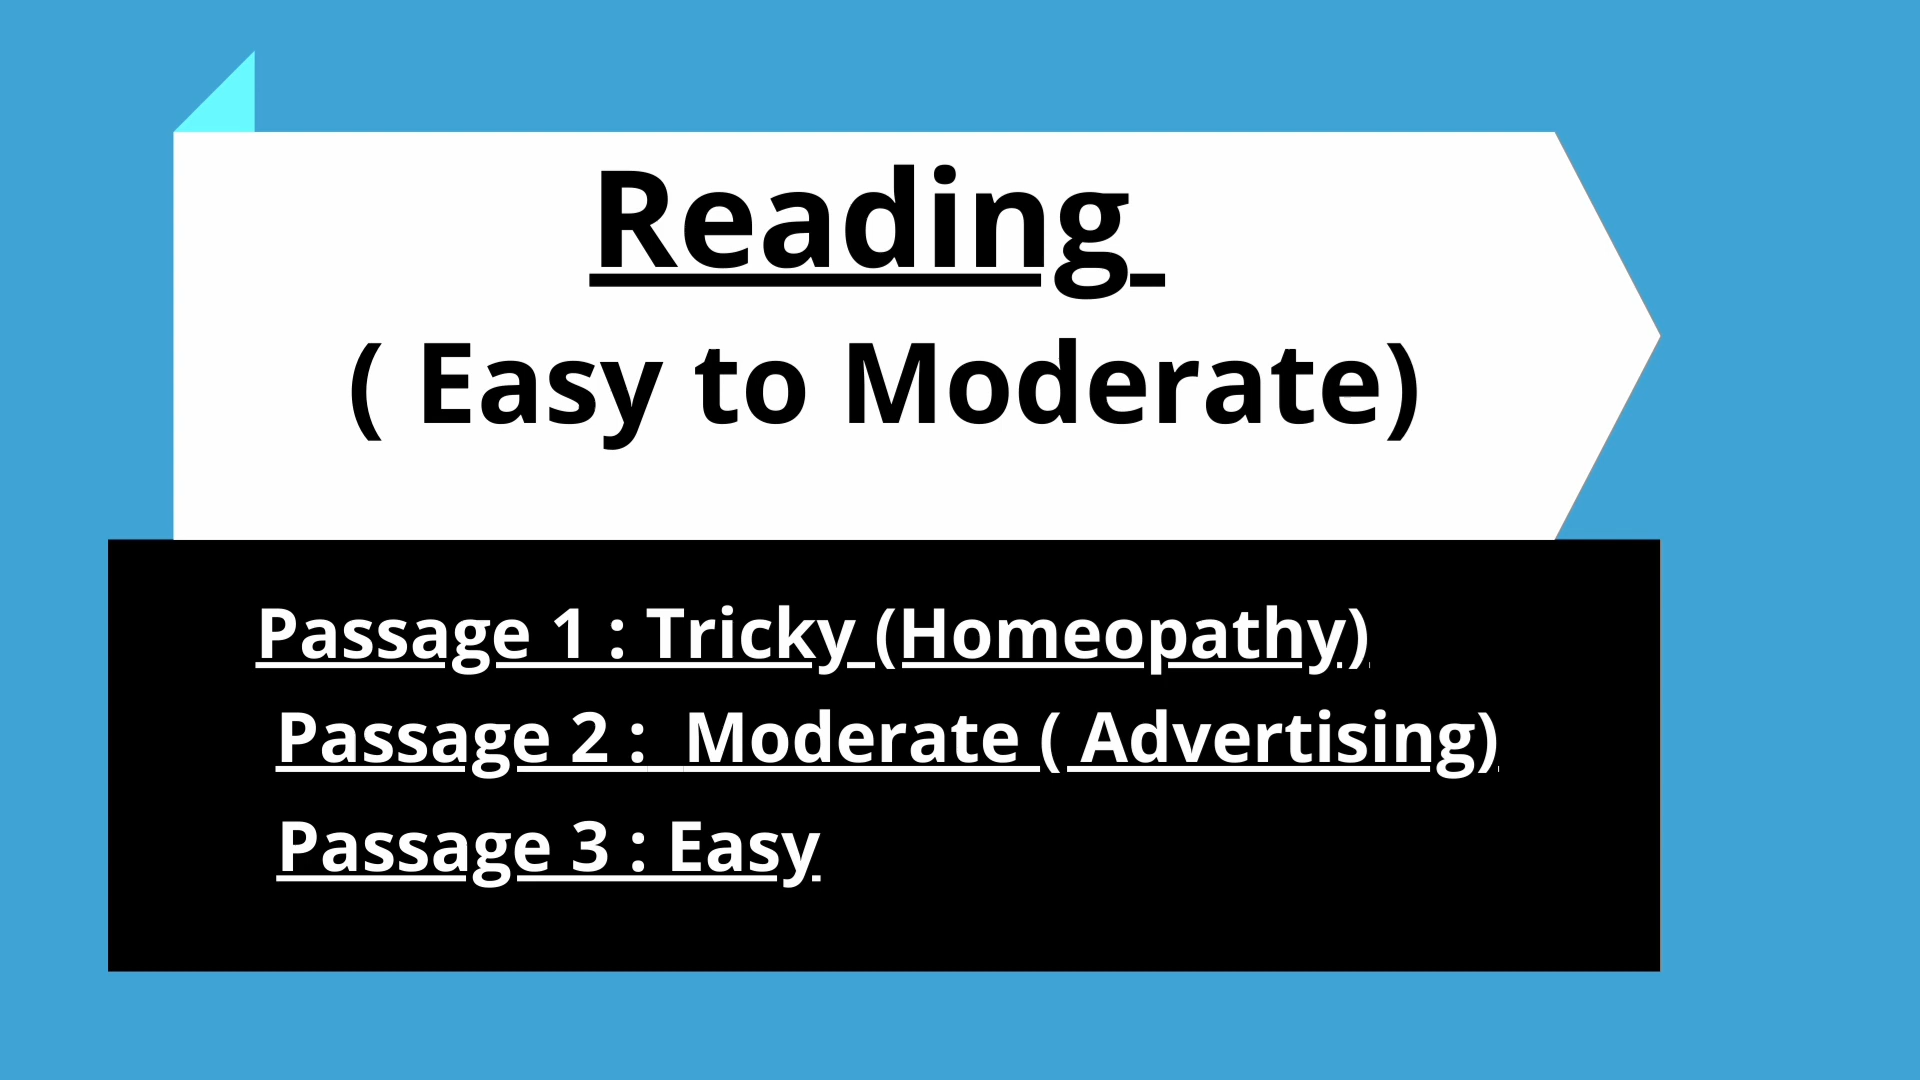 Reading
( Easy to Moderate)
Passage 1 : Tricky (Homeopathy)
Passage 2 :  Moderate ( Advertising)
Passage 3 : Easy